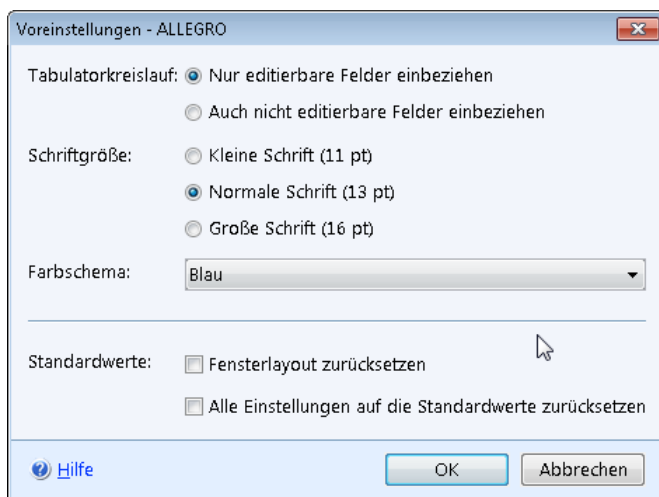 Voreinstellungen - ALLEGRO
Tabulatorkreislauf: Nur editierbare Felder einbeziehen
Auch nicht editierbare Felder einbeziehen
Schriftgröße: Kleine Schrift (11 pt)
Normale Schrift (13 pt)
Große Schrift (16 pt)
Farbschema: Blau
Standardwerte: Fensterlayout zurücksetzen
Alle Einstellungen auf die Standardwerte zurücksetzen
Hilfe OK Abbrechen